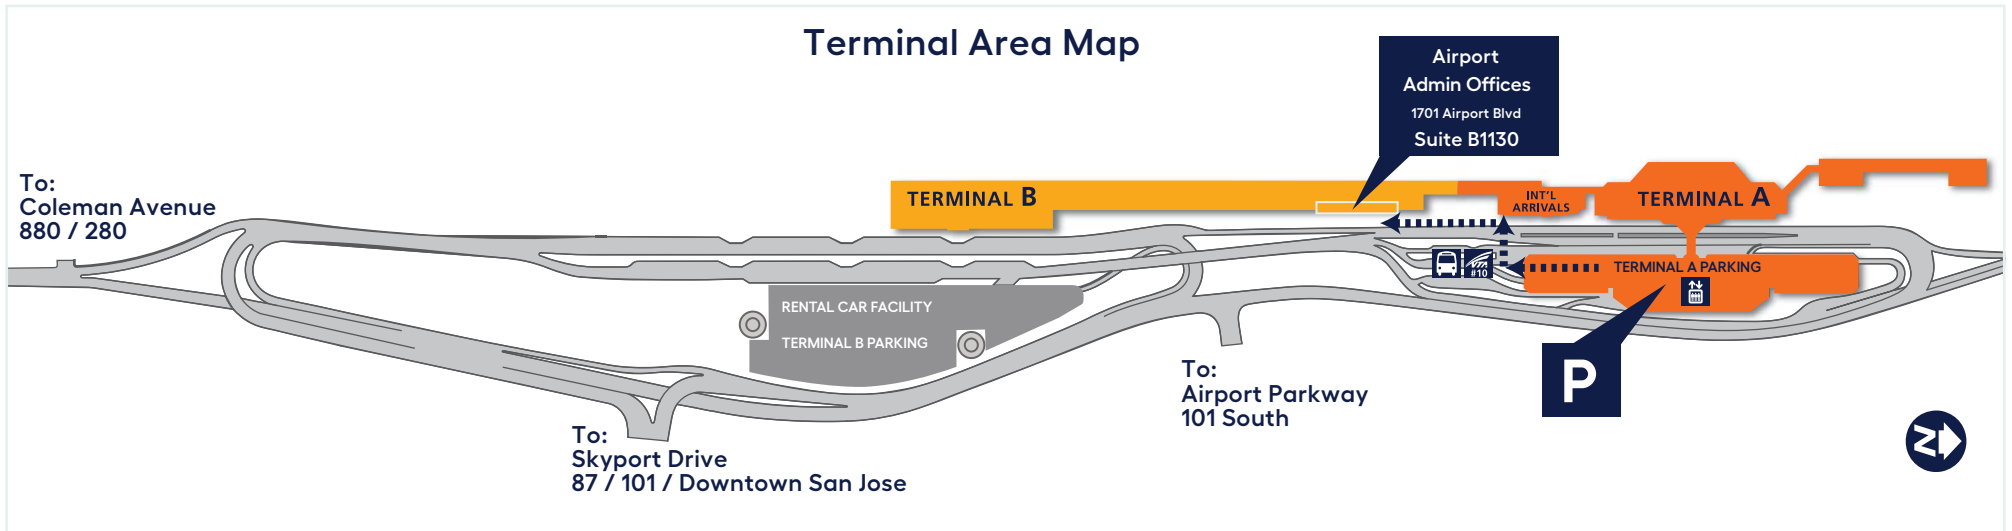 Terminal Area Map
Airport
Admin Offices
1701 Airport Blvd
Suite B1130
To:
Coleman Avenue
880 / 280
TERMINAL B
INT'L
ARRIVALS
TERMINAL A
#10
TERMINAL A PARKING
RENTAL CAR FACILITY
TERMINAL B PARKING
P
To:
Airport Parkway
101 South
To:
Skyport Drive
87 / 101 / Downtown San Jose
N